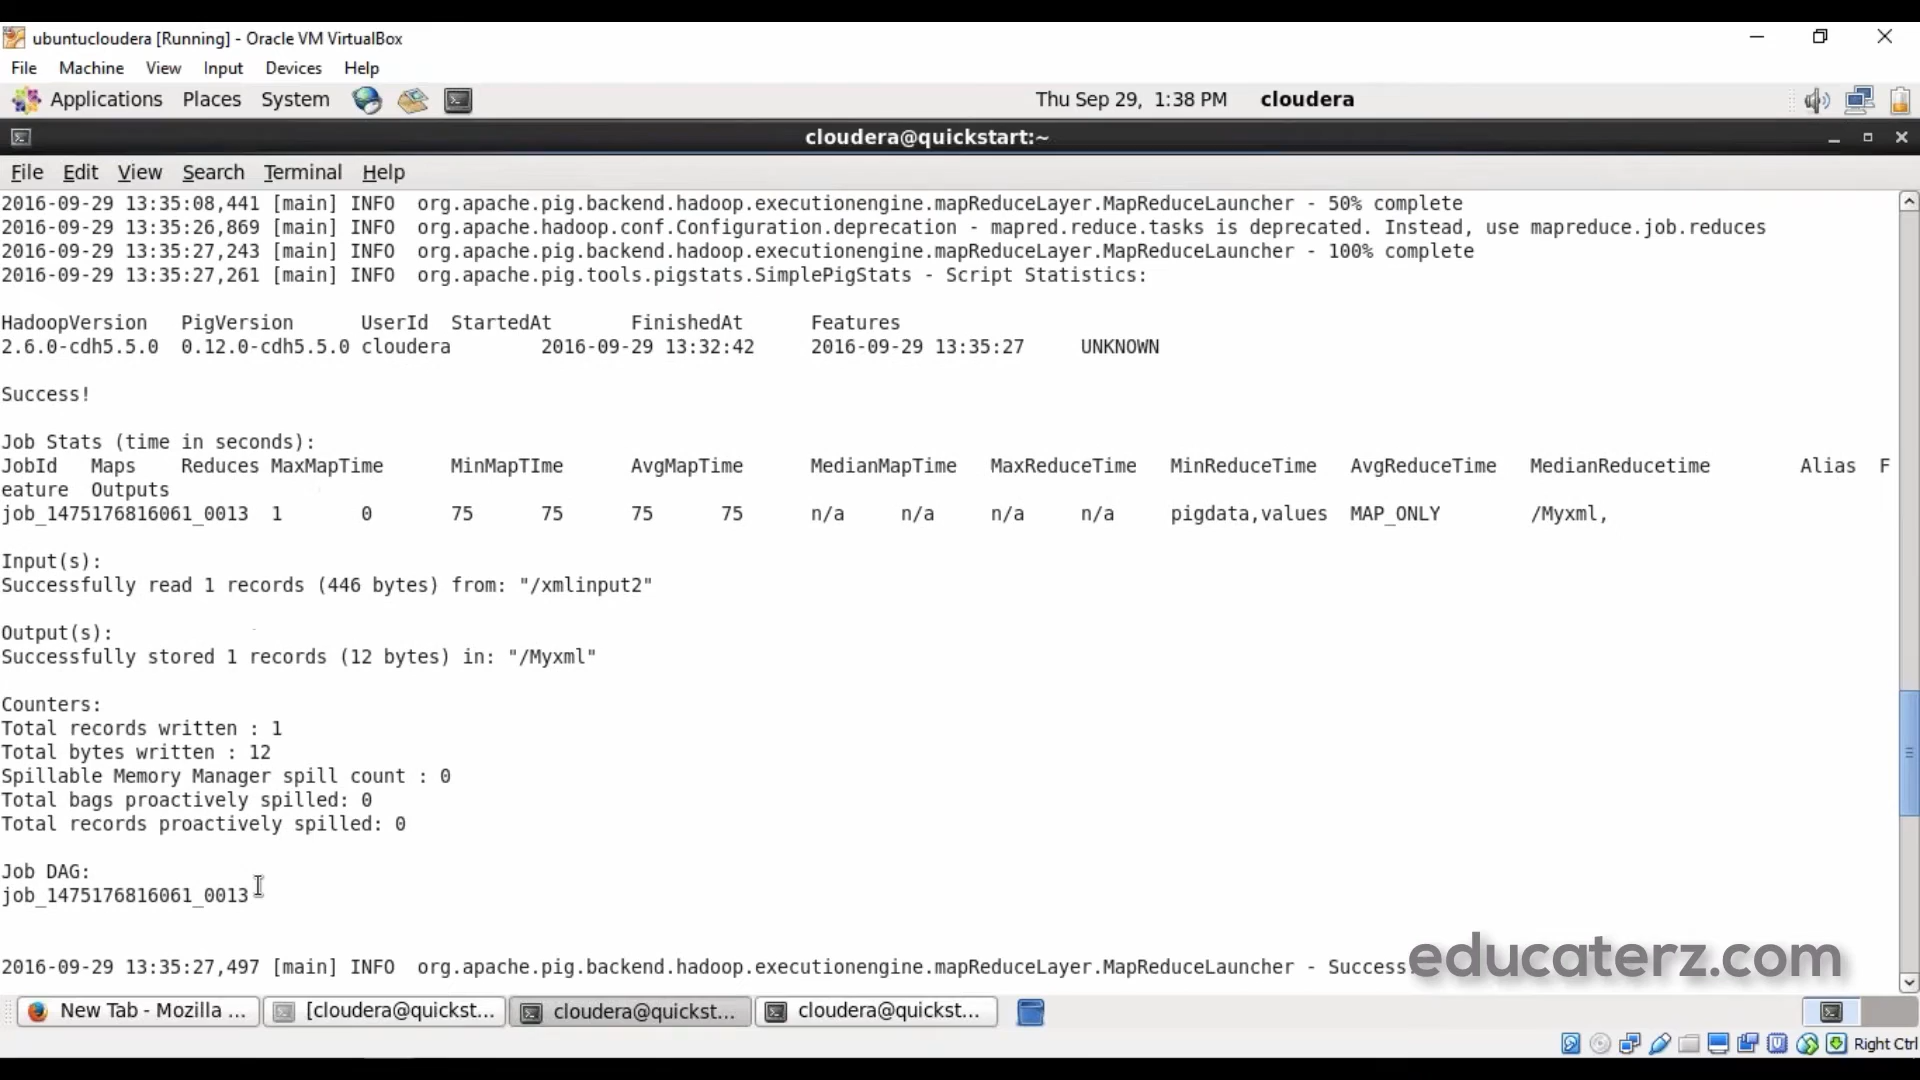 ubuntucloudera [Running] - Oracle VM VirtualBox
File Machine View Input Devices Help
Applications Places System Thu Sep 29, 1:38 PM cloudera
cloudera@quickstart:~
File Edit View Search Terminal Help
2016-09-29 13:35:08,441 [main] INFO  org.apache.pig.backend.hadoop.executionengine.mapReduceLayer.MapReduceLauncher - 50% complete
2016-09-29 13:35:26,869 [main] INFO  org.apache.hadoop.conf.Configuration.deprecation - mapred.reduce.tasks is deprecated. Instead, use mapreduce.job.reduces
2016-09-29 13:35:27,243 [main] INFO  org.apache.pig.backend.hadoop.executionengine.mapReduceLayer.MapReduceLauncher - 100% complete
2016-09-29 13:35:27,261 [main] INFO  org.apache.pig.tools.pigstats.SimplePigStats - Script Statistics:
HadoopVersion PigVersion UserId StartedAt FinishedAt Features
2.6.0-cdh5.5.0 0.12.0-cdh5.5.0 cloudera 2016-09-29 13:32:42 2016-09-29 13:35:27 UNKNOWN
Success!
Job Stats (time in seconds):
JobId Maps Reduces MaxMapTime MinMapTIme AvgMapTime MedianMapTime MaxReduceTime MinReduceTime AvgReduceTime MedianReducetime Alias F
eature Outputs
job_1475176816061_0013 1 0 75 75 75 75 n/a n/a n/a n/a pigdata,values MAP_ONLY /Myxml,
Input(s):
Successfully read 1 records (446 bytes) from: "/xmlinput2"
Output(s):
Successfully stored 1 records (12 bytes) in: "/Myxml"
Counters:
Total records written : 1
Total bytes written : 12
Spillable Memory Manager spill count : 0
Total bags proactively spilled: 0
Total records proactively spilled: 0
Job DAG:
job_1475176816061_0013
2016-09-29 13:35:27,497 [main] INFO  org.apache.pig.backend.hadoop.executionengine.mapReduceLayer.MapReduceLauncher - Success
educaterz.com
New Tab - Mozilla ... [cloudera@quickst... cloudera@quickst... cloudera@quickst...
Right Ctrl